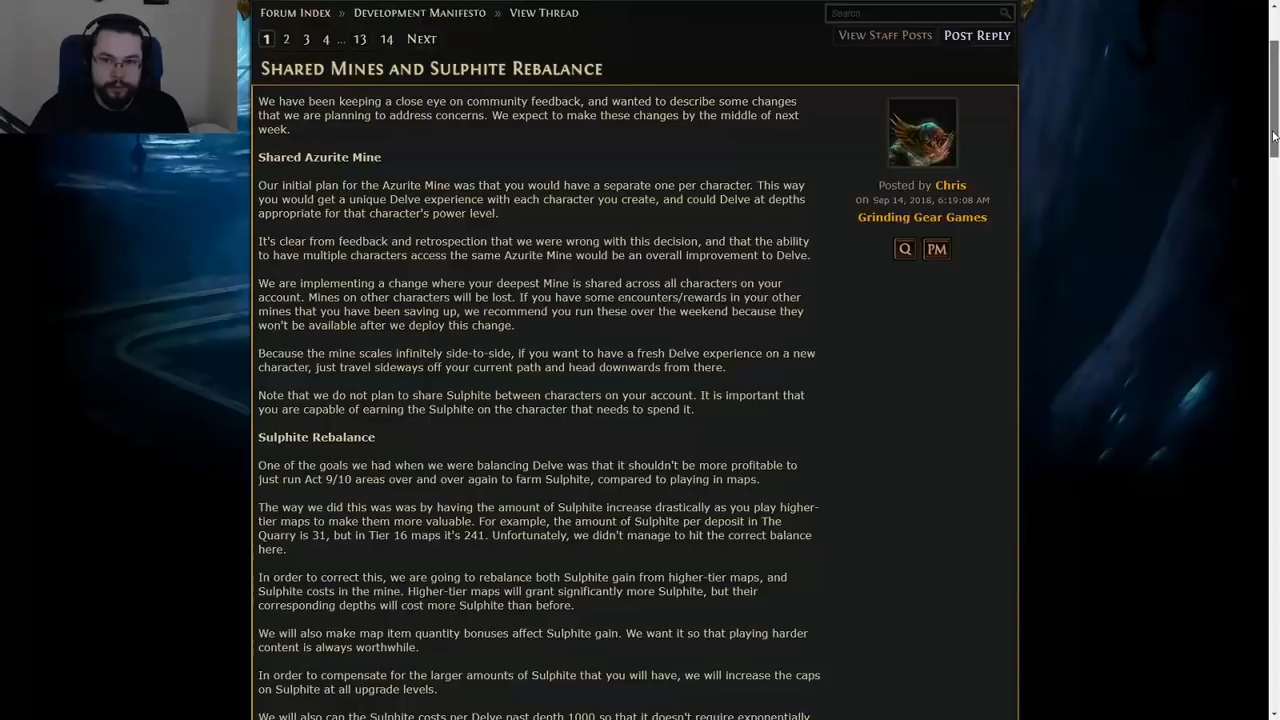 Forum Index » Development Manifesto » View Thread
Search...
1 2 3 4 ... 13 14 Next
View Staff Posts Post Reply
Shared Mines and Sulphite Rebalance
We have been keeping a close eye on community feedback, and wanted to describe some changes
that we are planning to address concerns. We expect to make these changes by the middle of next
week.
Shared Azurite Mine
Our initial plan for the Azurite Mine was that you would have a separate one per character. This way
you would get a unique Delve experience with each character you create, and could Delve at depths
appropriate for that character's power level.
It's clear from feedback and retrospection that we were wrong with this decision, and that the ability
to have multiple characters access the same Azurite Mine would be an overall improvement to Delve.
We are implementing a change where your deepest Mine is shared across all characters on your
account. Mines on other characters will be lost. If you have some encounters/rewards in your other
mines that you have been saving up, we recommend you run these over the weekend because they
won't be available after we deploy this change.
Because the mine scales infinitely side-to-side, if you want to have a fresh Delve experience on a new
character, just travel sideways off your current path and head downwards from there.
Note that we do not plan to share Sulphite between characters on your account. It is important that
you are capable of earning the Sulphite on the character that needs to spend it.
Sulphite Rebalance
One of the goals we had when we were balancing Delve was that it shouldn't be more profitable to
just run Act 9/10 areas over and over again to farm Sulphite, compared to playing in maps.
The way we did this was was by having the amount of Sulphite increase drastically as you play higher-
tier maps to make them more valuable. For example, the amount of Sulphite per deposit in The
Quarry is 31, but in Tier 16 maps it's 241. Unfortunately, we didn't manage to hit the correct balance
here.
In order to correct this, we are going to rebalance both Sulphite gain from higher-tier maps, and
Sulphite costs in the mine. Higher-tier maps will grant significantly more Sulphite, but their
corresponding depths will cost more Sulphite than before.
We will also make map item quantity bonuses affect Sulphite gain. We want it so that playing harder
content is always worthwhile.
In order to compensate for the larger amounts of Sulphite that you will have, we will increase the caps
on Sulphite at all upgrade levels.
We will also cap the Sulphite costs per Delve past depth 1000 so that it doesn't require exponentially
Posted by Chris
on Sep 14, 2018, 6:19:08 AM
Grinding Gear Games
Q PM